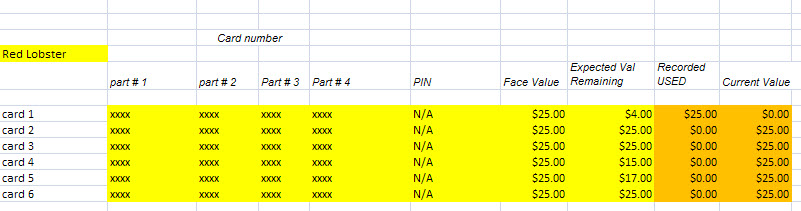 Card number
Red Lobster
part # 1 part # 2 Part # 3 Part # 4 PIN Face Value Expected Val Remaining Recorded USED Current Value
card 1 xxxx xxxx xxxx xxxx N/A $25.00 $4.00 $25.00 $0.00
card 2 xxxx xxxx xxxx xxxx N/A $25.00 $25.00 $0.00 $25.00
card 3 xxxx xxxx xxxx xxxx N/A $25.00 $25.00 $0.00 $25.00
card 4 xxxx xxxx xxxx xxxx N/A $25.00 $15.00 $0.00 $25.00
card 5 xxxx xxxx xxxx xxxx N/A $25.00 $17.00 $0.00 $25.00
card 6 xxxx xxxx xxxx xxxx N/A $25.00 $25.00 $0.00 $25.00